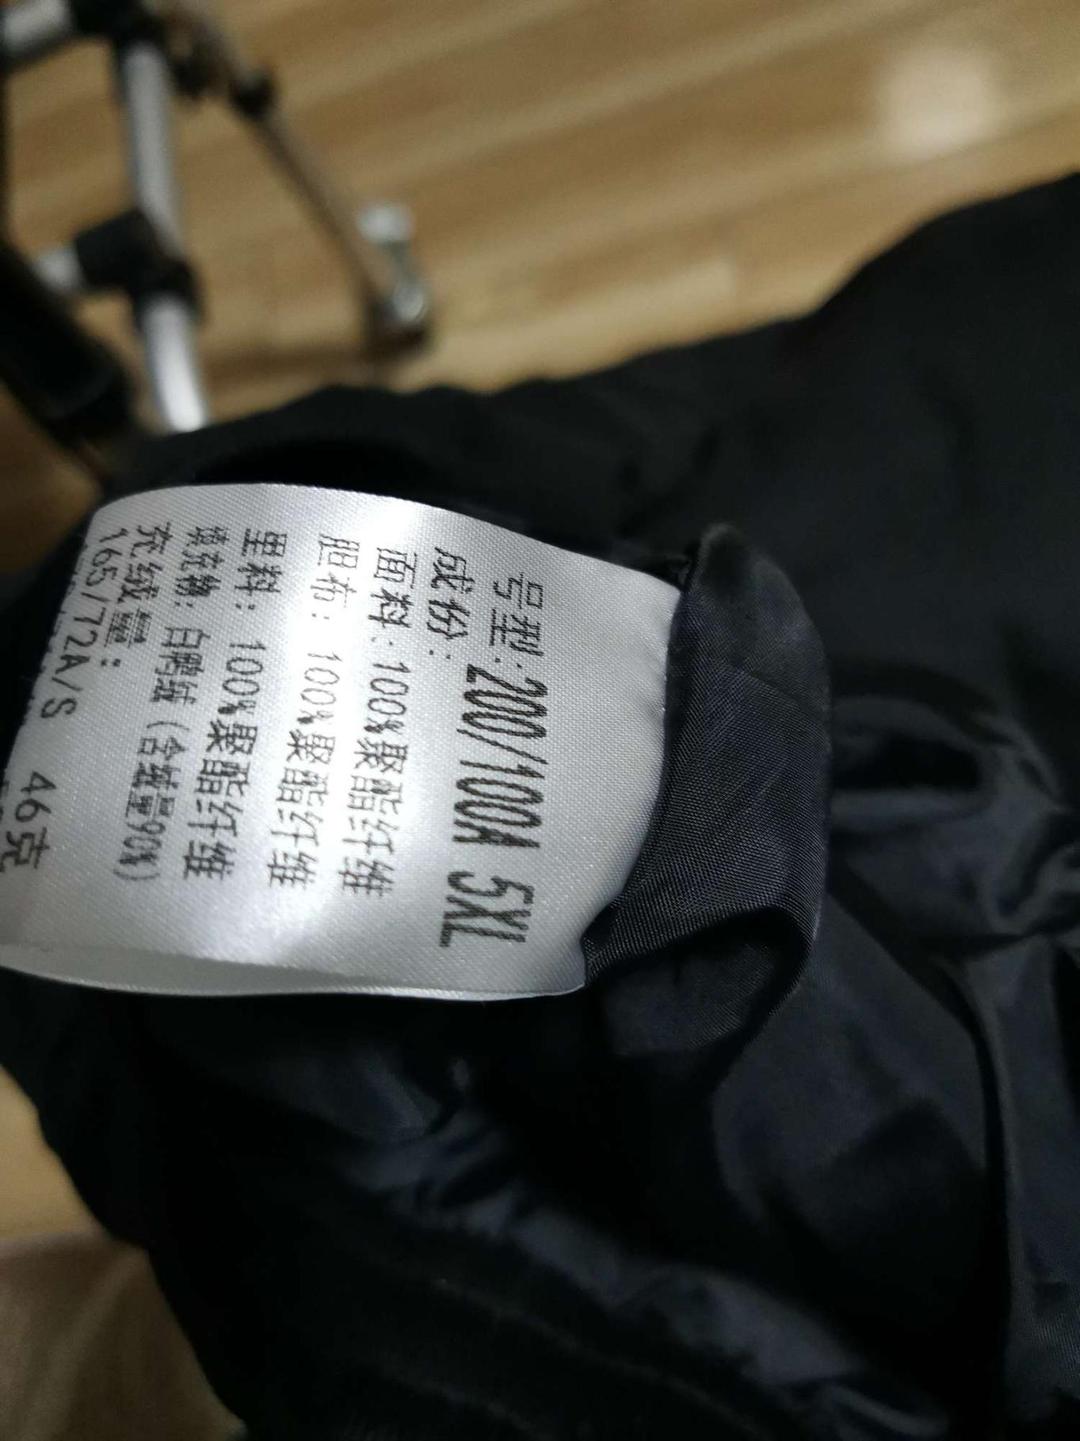 号型:200/100A 5XL
成份:
面料:100%聚酯纤维
胆布:100%聚酯纤维
里料:100%聚酯纤维
填充物:白鸭绒(含绒量90%)
充绒量:
165/72A/S 46克